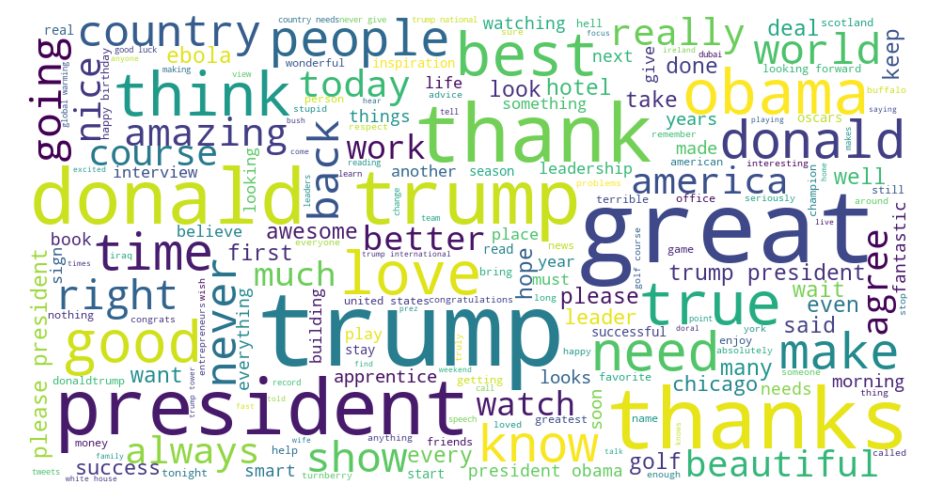 real
country
people
country needs
never give
trump national
watching
hell
really
deal
scotland
going
global warming
nice
happy birthday
good luck
anyone
making
ebola
wonderful
view
inspiration
sure
best
focus
next
ireland
give
dubai
done
world
looking forward
keep
think
today
person
hear
life
advice
look
hotel
something
take
obama
buffalo
saying
amazing
stupid
things
respect
bush
tell
thank
years
oscars
playing
makes
course
interview
come
back
work
reading
another
season
leadership
made
remember
american
interesting
donald
excited
looking
leaders
learn
change
trump
problems
america
office
seriously
champion
home
well
still
around
donald
time
book
sign
iraq
times
believe
first
awesome
everyone
team
better
trump international
place
read
news
year
terrible
great
game
live
agree
fantastic
stop
please president
right
nothing
congrats
entrepreneurs
wish
never
everything
much
building
love
united states
congratulations
bring
hope
long
must
please
leader
true
trump president
wait
even
point
york
said
good
trump
prez
play
stay
truly
find
weekend
successful
need
doral
absolutely
enjoy
make
donaldtrump
want
trump tower
fast
record
told
apprentice
getting
call
looks
happy
favorite
many
chicago
someone
needs
morning
thing
president
watch
loved
greatest
soon
name
thanks
money
speech
wife
anything
friends
know
knows
called
tweets
family
white house
success
always
tonight
smart
help
show
turnberry
every
start
president obama
talk
enough
golf
golf course
beautiful